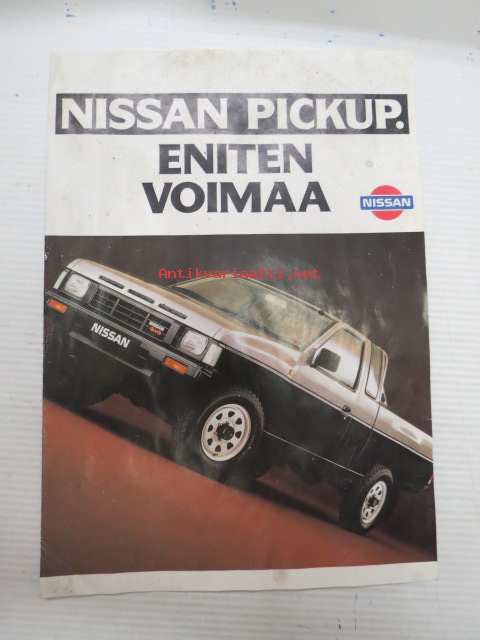 NISSAN PICKUP.
ENITEN
VOIMAA
NISSAN
Antikvariaatti.net
NISSAN